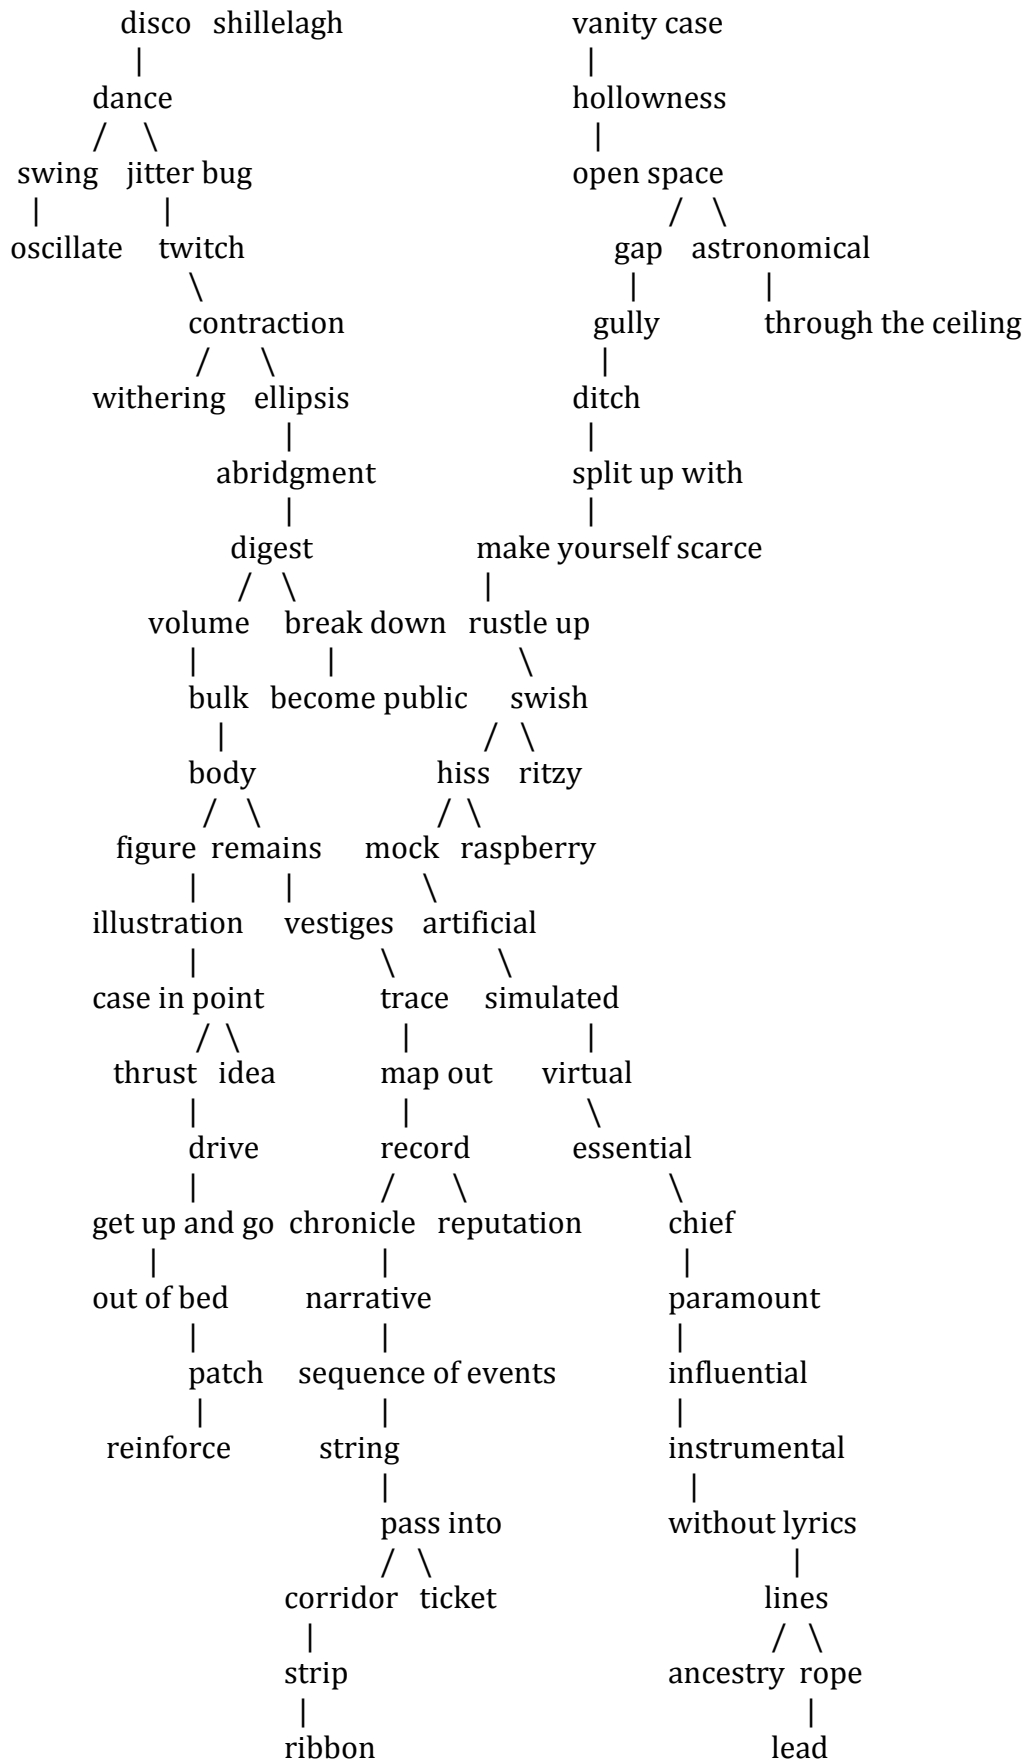 disco shillelagh vanity case
| |
dance hollowness
/ \ |
swing jitter bug open space
| | / \
oscillate twitch gap astronomical
\ | |
contraction gully through the ceiling
/ \ |
withering ellipsis ditch
| |
abridgment split up with
| |
digest make yourself scarce
/ \ |
volume break down rustle up
| | \
bulk become public swish
| / \
body hiss ritzy
/ \ / \
figure remains mock raspberry
| | \
illustration vestiges artificial
| \ \
case in point trace simulated
/ \ | |
thrust idea map out virtual
| | \
drive record essential
| / \ \
get up and go chronicle reputation chief
| | |
out of bed narrative paramount
| | |
patch sequence of events influential
| | |
reinforce string instrumental
| |
pass into without lyrics
/ \ |
corridor ticket lines
| / \
strip ancestry rope
| |
ribbon lead